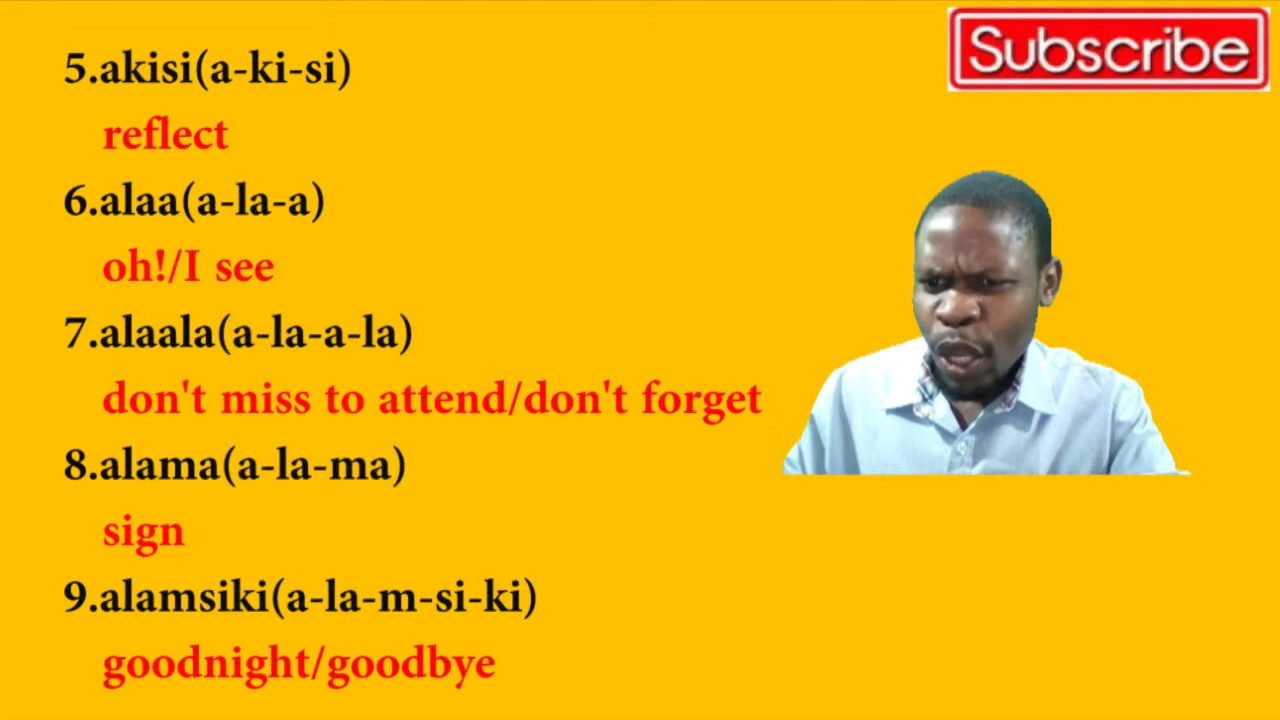 Subscribe
5.akisi(a-ki-si)
reflect
6.alaa(a-la-a)
oh!/I see
7.alaala(a-la-a-la)
don't miss to attend/don't forget
8.alama(a-la-ma)
sign
9.alamsiki(a-la-m-si-ki)
goodnight/goodbye